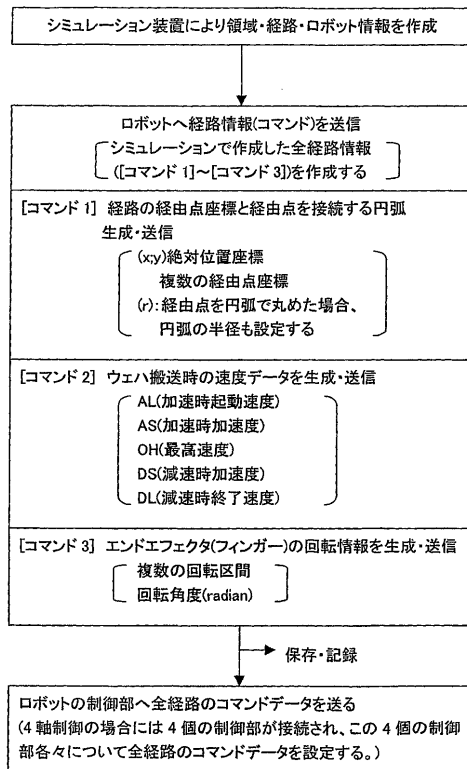 シミュレーション装置により領域・経路・ロボット情報を作成
ロボットへ経路情報(コマンド)を送信
シミュレーションで作成した全経路情報
([コマンド1]～[コマンド3])を作成する
[コマンド1] 経路の経由点座標と経由点を接続する円弧
生成・送信
(x;y)絶対位置座標
複数の経由点座標
(r):経由点を円弧で丸めた場合、
円弧の半径も設定する
[コマンド2] ウェハ搬送時の速度データを生成・送信
AL(加速時起動速度)
AS(加速時加速度)
OH(最高速度)
DS(減速時加速度)
DL(減速時終了速度)
[コマンド3] エンドエフェクタ(フィンガー)の回転情報を生成・送信
複数の回転区間
回転角度(radian)
保存・記録
ロボットの制御部へ全経路のコマンドデータを送る
(4軸制御の場合には4個の制御部が接続され、この4個の制御
部各々について全経路のコマンドデータを設定する。)